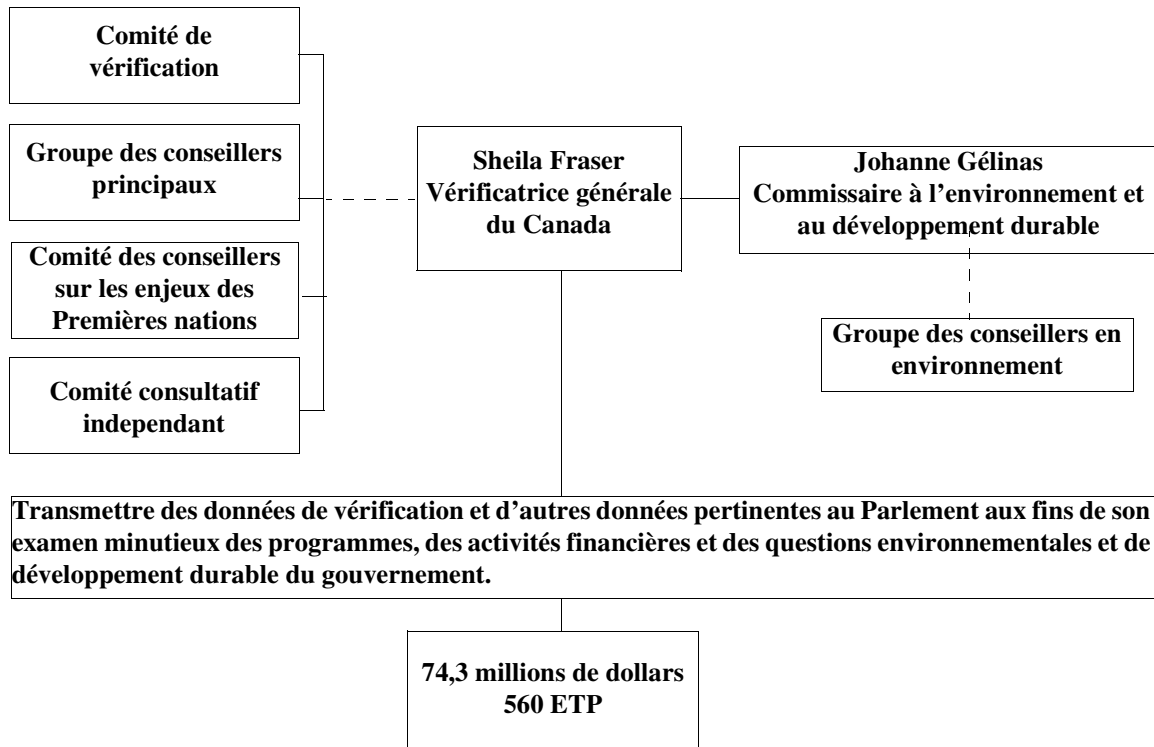 Comité de
vérification
Groupe des conseillers
principaux
Comité des conseillers
sur les enjeux des
Premières nations
Comité consultatif
independant
Sheila Fraser
Vérificatrice générale
du Canada
Johanne Gélinas
Commissaire à l’environnement et
au développement durable
Groupe des conseillers en
environnement
Transmettre des données de vérification et d'autres données pertinentes au Parlement aux fins de son
examen minutieux des programmes, des activités financières et des questions environnementales et de
développement durable du gouvernement.
74,3 millions de dollars
560 ETP